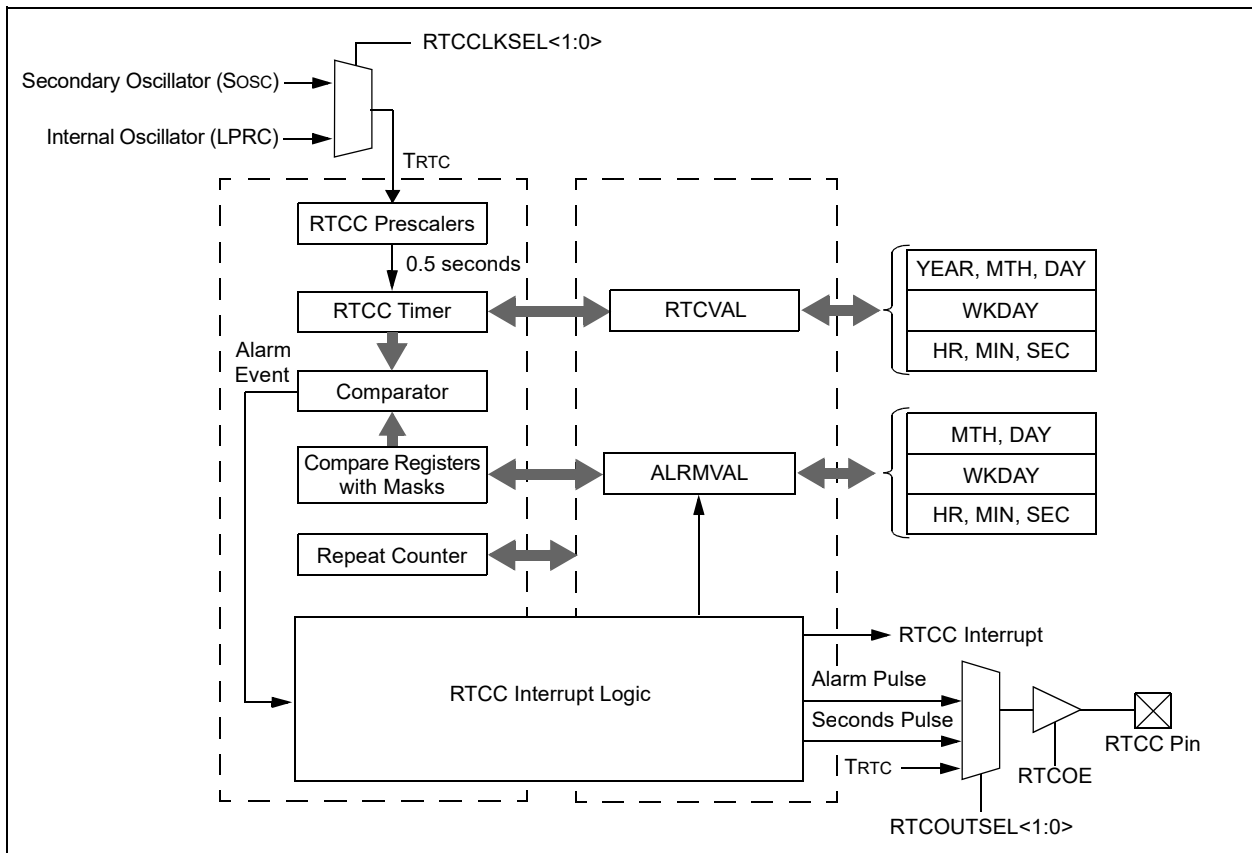 RTCCLKSEL<1:0>
Secondary Oscillator (SOSC)
Internal Oscillator (LPRC)
TRTC
RTCC Prescalers
0.5 seconds
RTCC Timer
RTCVAL
YEAR, MTH, DAY
WKDAY
HR, MIN, SEC
Alarm
Event
Comparator
Compare Registers
with Masks
ALRMVAL
MTH, DAY
WKDAY
HR, MIN, SEC
Repeat Counter
RTCC Interrupt Logic
RTCC Interrupt
Alarm Pulse
Seconds Pulse
TRTC
RTCC Pin
RTCOE
RTCOUTSEL<1:0>